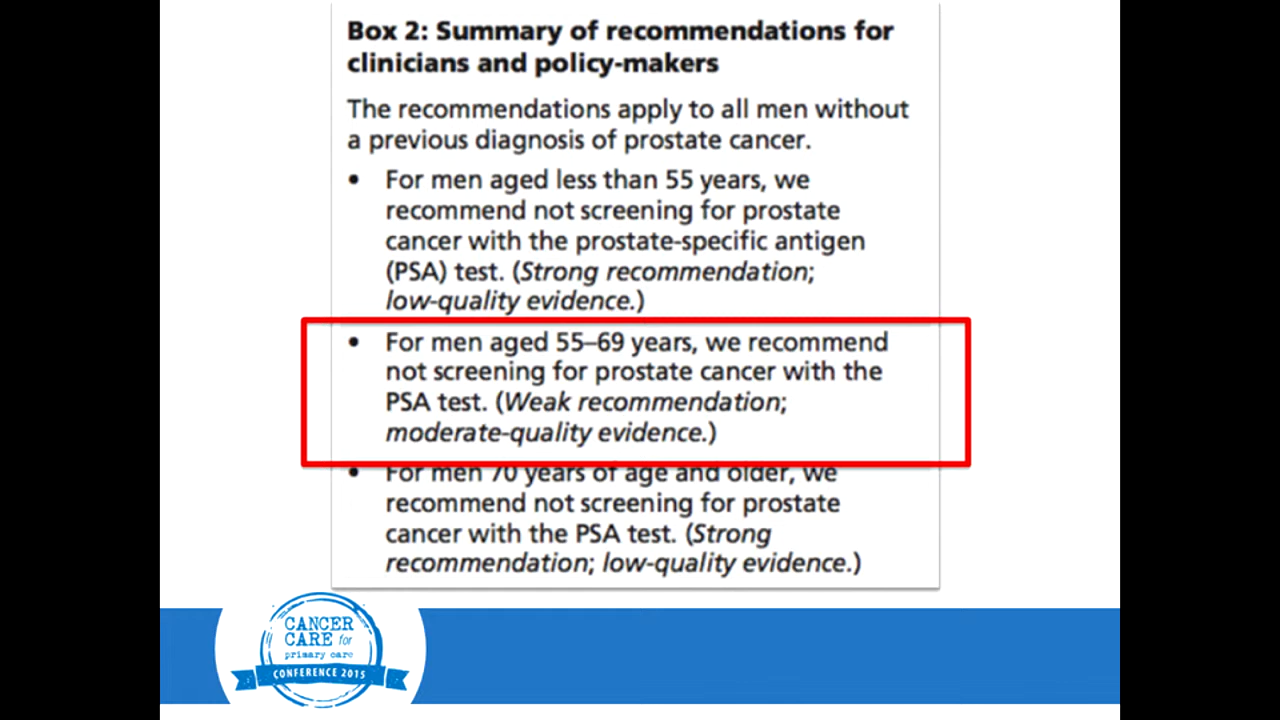 Box 2: Summary of recommendations for
clinicians and policy-makers
The recommendations apply to all men without
a previous diagnosis of prostate cancer.
• For men aged less than 55 years, we
recommend not screening for prostate
cancer with the prostate-specific antigen
(PSA) test. (Strong recommendation;
low-quality evidence.)
• For men aged 55–69 years, we recommend
not screening for prostate cancer with the
PSA test. (Weak recommendation;
moderate-quality evidence.)
• For men 70 years of age and older, we
recommend not screening for prostate
cancer with the PSA test. (Strong
recommendation; low-quality evidence.)
CANCER
CARE for
primary care
CONFERENCE 2015